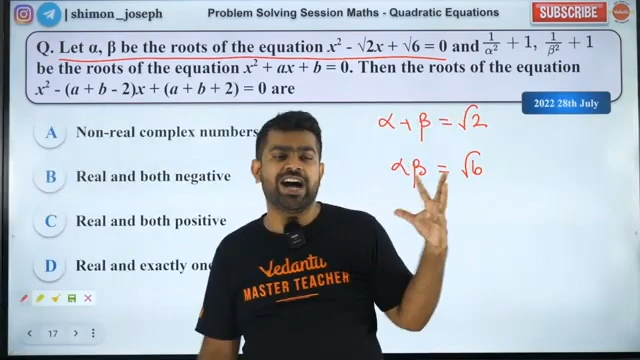 | shimon_joseph
Problem Solving Session Maths - Quadratic Equations
SUBSCRIBE
Q. Let α, β be the roots of the equation x² - √2x + √6 = 0 and 1/α² + 1, 1/β² + 1
be the roots of the equation x² + ax + b = 0. Then the roots of the equation
x² - (a + b - 2)x + (a + b + 2) = 0 are
2022 28th July
A Non-real complex numbers
B Real and both negative
C Real and both positive
D Real and exactly one
α + β = √2
αβ = √6
Vedantu
MASTER TEACHER
< 17 >